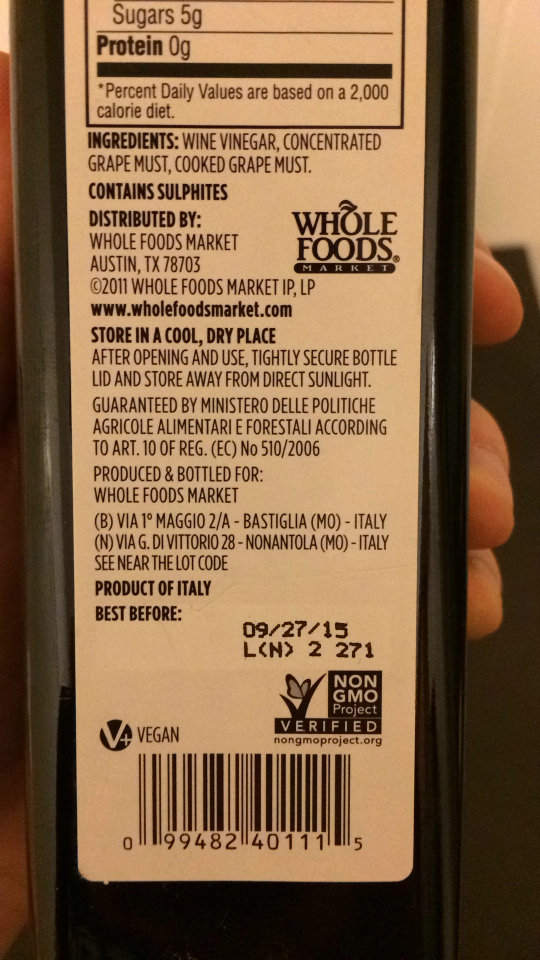 Sugars 5g
Protein 0g
*Percent Daily Values are based on a 2,000
calorie diet.
INGREDIENTS: WINE VINEGAR, CONCENTRATED
GRAPE MUST, COOKED GRAPE MUST.
CONTAINS SULPHITES
DISTRIBUTED BY:
WHOLE FOODS MARKET
AUSTIN, TX 78703
©2011 WHOLE FOODS MARKET IP, LP
www.wholefoodsmarket.com
WHOLE
FOODS®
MARKET
STORE IN A COOL, DRY PLACE
AFTER OPENING AND USE, TIGHTLY SECURE BOTTLE
LID AND STORE AWAY FROM DIRECT SUNLIGHT.
GUARANTEED BY MINISTERO DELLE POLITICHE
AGRICOLE ALIMENTARI E FORESTALI ACCORDING
TO ART. 10 OF REG. (EC) No 510/2006
PRODUCED & BOTTLED FOR:
WHOLE FOODS MARKET
(B) VIA 1° MAGGIO 2/A - BASTIGLIA (MO) - ITALY
(N) VIA G. DI VITTORIO 28 - NONANTOLA (MO) - ITALY
SEE NEAR THE LOT CODE
PRODUCT OF ITALY
BEST BEFORE:
09/27/15
L(N) 2 271
V+ VEGAN
NON
GMO
Project
VERIFIED
nongmoproject.org
0 99482 40111 5